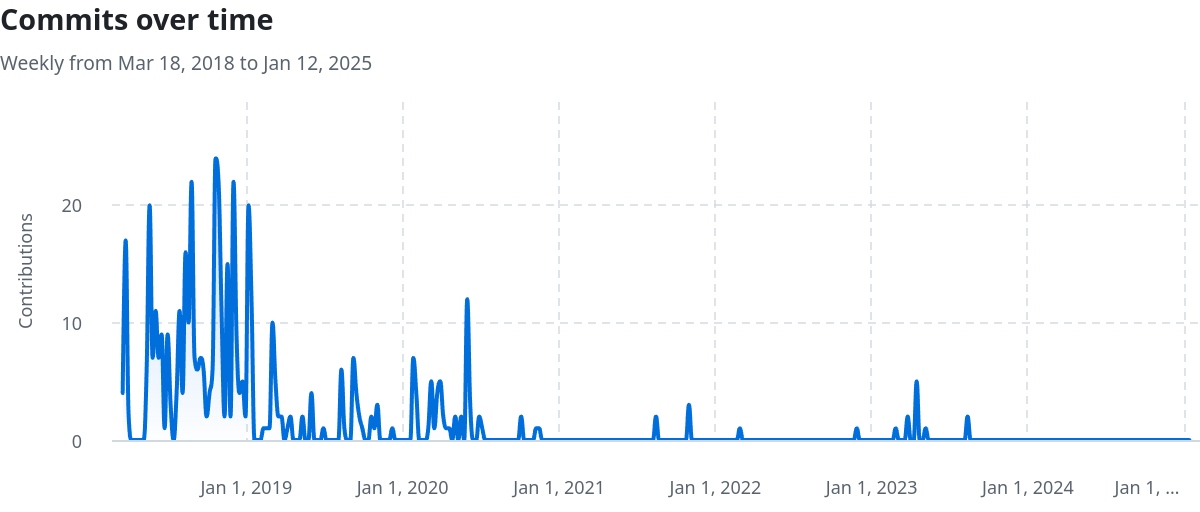 Commits over time
Weekly from Mar 18, 2018 to Jan 12, 2025
Contributions
20
10
0
Jan 1, 2019
Jan 1, 2020
Jan 1, 2021
Jan 1, 2022
Jan 1, 2023
Jan 1, 2024
Jan 1, ...